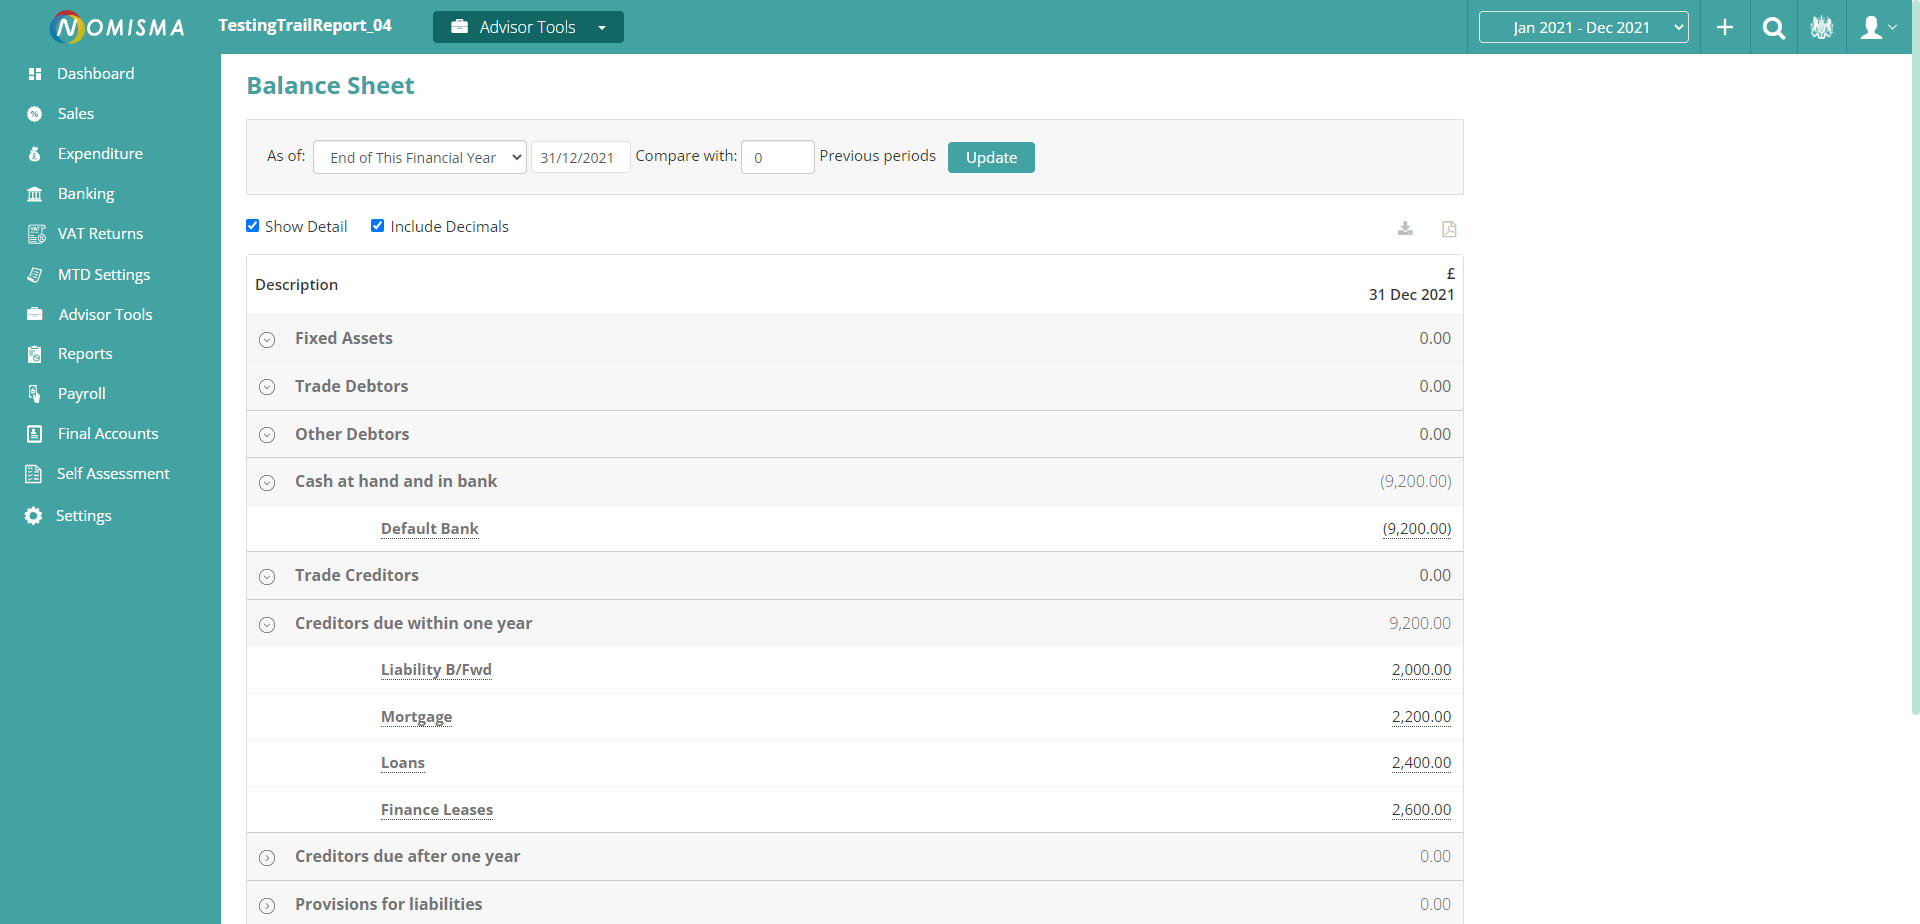 NOMISMA
TestingTrailReport_04
Advisor Tools
Jan 2021 - Dec 2021
Dashboard
Sales
Expenditure
Banking
VAT Returns
MTD Settings
Advisor Tools
Reports
Payroll
Final Accounts
Self Assessment
Settings
Balance Sheet
As of: End of This Financial Year 31/12/2021 Compare with: 0 Previous periods Update
Show Detail Include Decimals
£
Description 31 Dec 2021
Fixed Assets 0.00
Trade Debtors 0.00
Other Debtors 0.00
Cash at hand and in bank (9,200.00)
Default Bank (9,200.00)
Trade Creditors 0.00
Creditors due within one year 9,200.00
Liability B/Fwd 2,000.00
Mortgage 2,200.00
Loans 2,400.00
Finance Leases 2,600.00
Creditors due after one year 0.00
Provisions for liabilities 0.00